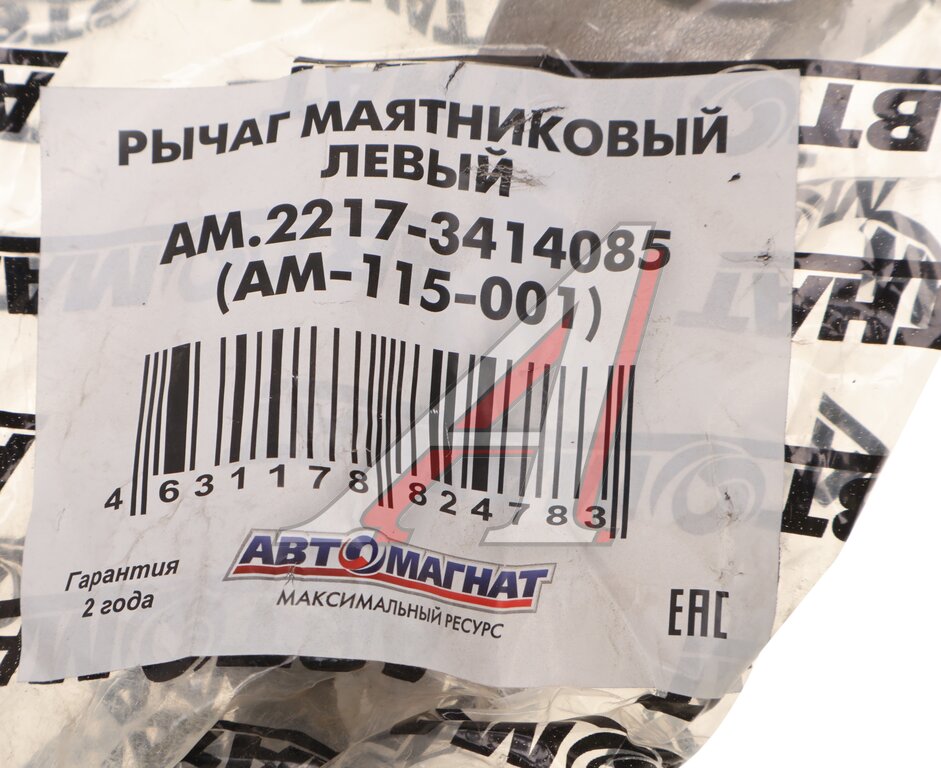 РЫЧАГ МАЯТНИКОВЫЙ
ЛЕВЫЙ
АМ.2217-3414085
(АМ-115-001)
4 631178 824783
Гарантия
2 года
АВТОМАГНАТ
МАКСИМАЛЬНЫЙ РЕСУРС
EAC